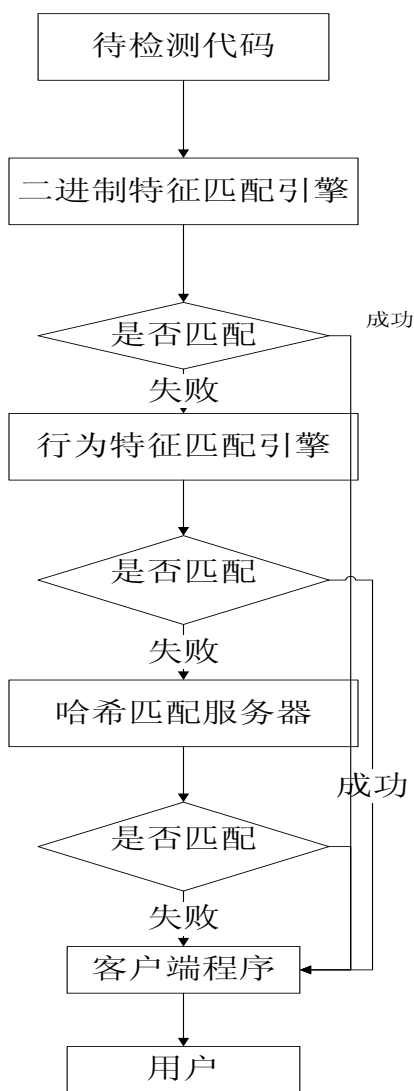 待检测代码
二进制特征匹配引擎
成功
是否匹配
失败
行为特征匹配引擎
是否匹配
失败
哈希匹配服务器
成功
是否匹配
失败
客户端程序
用户